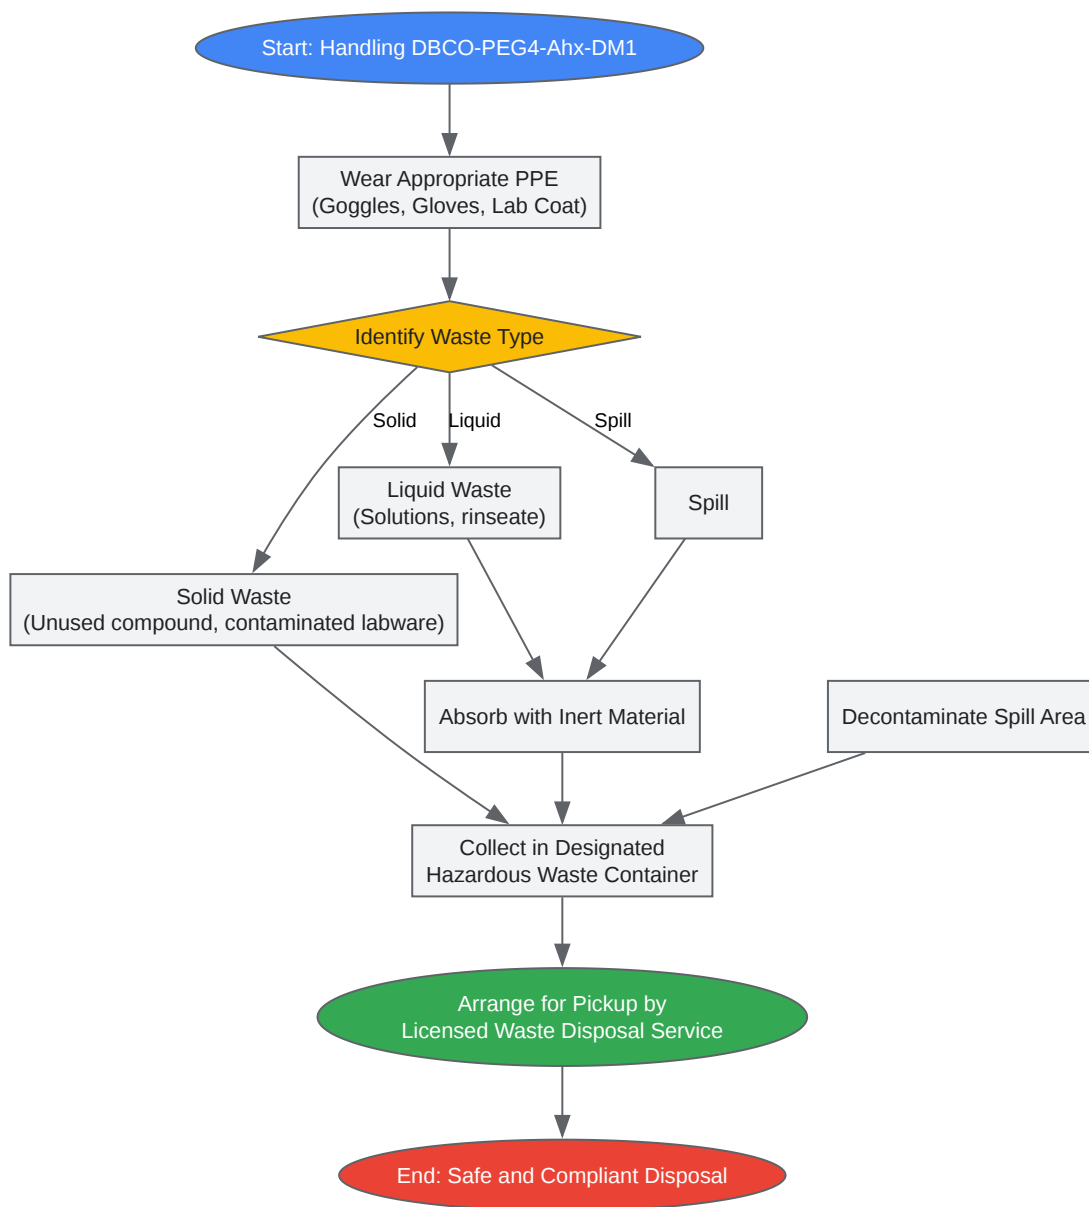 Start: Handling DBCO-PEG4-Ahx-DM1
Wear Appropriate PPE
(Goggles, Gloves, Lab Coat)
Identify Waste Type
Solid
Liquid
Spill
Liquid Waste
(Solutions, rinseate)
Spill
Solid Waste
(Unused compound, contaminated labware)
Absorb with Inert Material
Decontaminate Spill Area
Collect in Designated
Hazardous Waste Container
Arrange for Pickup by
Licensed Waste Disposal Service
End: Safe and Compliant Disposal